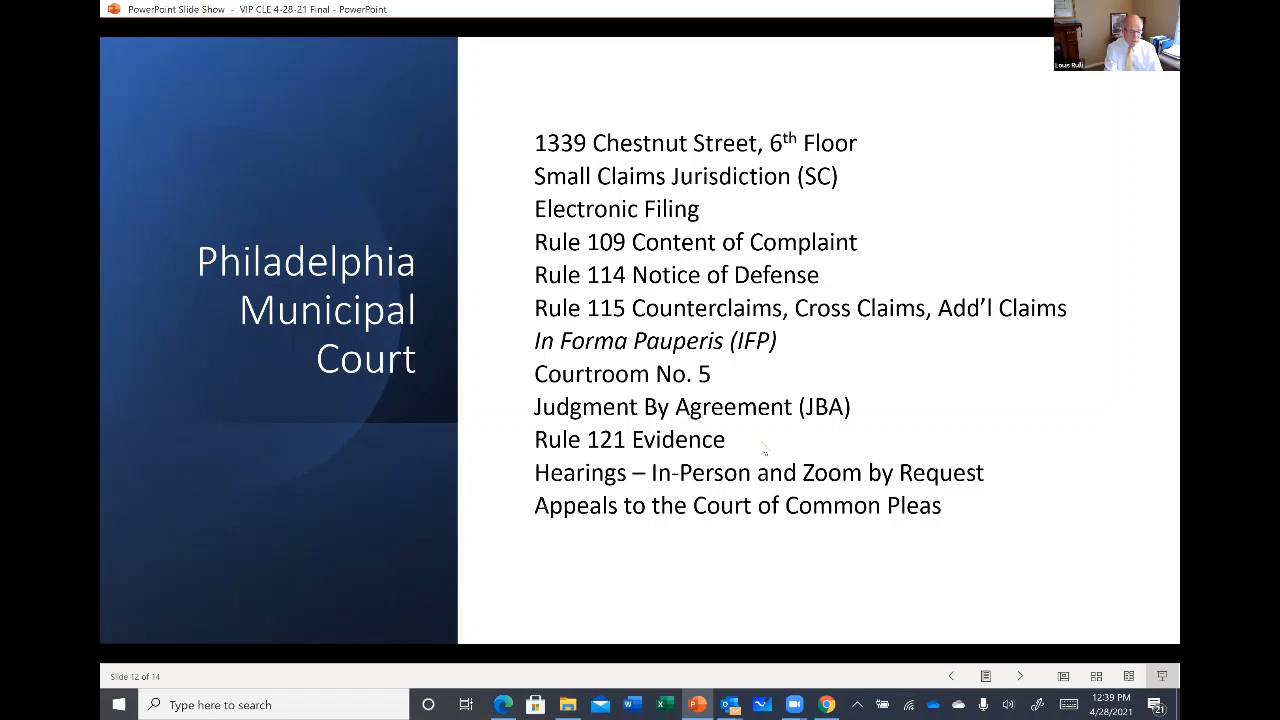 PowerPoint Slide Show - VIP CLE 4-28-21 Final - PowerPoint
Louis Rulli
Philadelphia
Municipal
Court
1339 Chestnut Street, 6th Floor
Small Claims Jurisdiction (SC)
Electronic Filing
Rule 109 Content of Complaint
Rule 114 Notice of Defense
Rule 115 Counterclaims, Cross Claims, Add’l Claims
In Forma Pauperis (IFP)
Courtroom No. 5
Judgment By Agreement (JBA)
Rule 121 Evidence
Hearings – In-Person and Zoom by Request
Appeals to the Court of Common Pleas
Slide 12 of 14
Type here to search
12:39 PM
4/28/2021
21